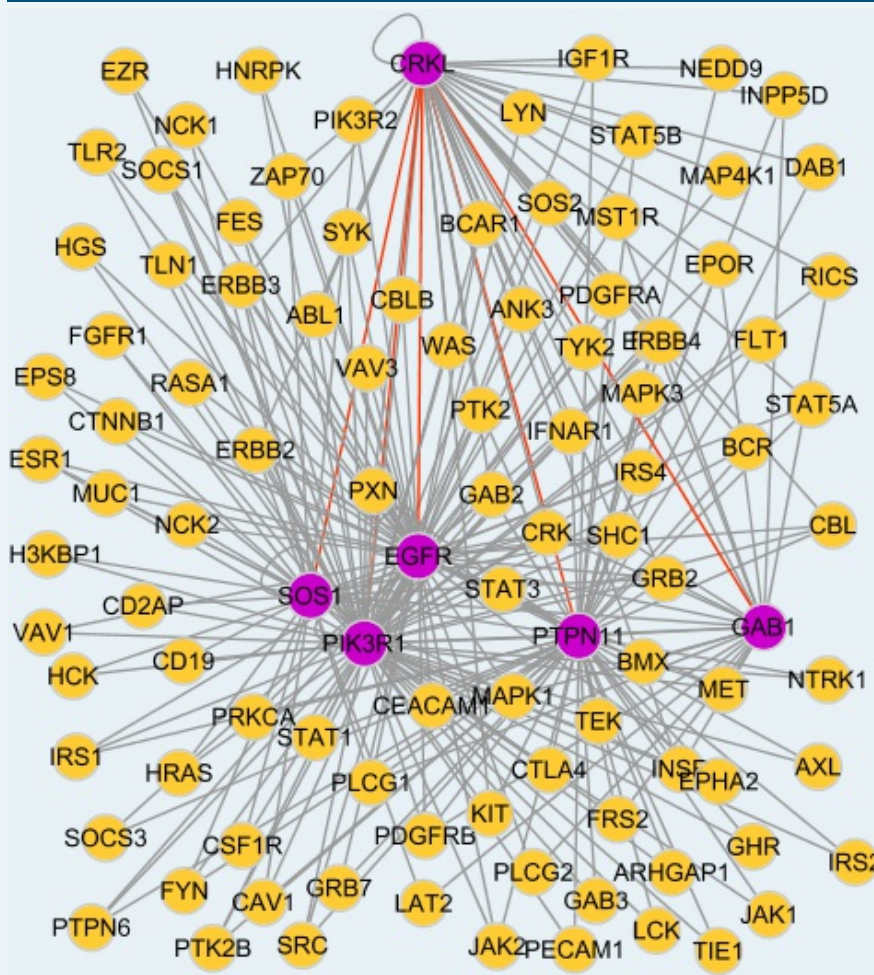 CRKL
IGF1R
NEDD9
EZR
HNRPK
INPP5D
LYN
PIK3R2
NCK1
STAT5B
TLR2
SOCS1
ZAP70
MAP4K1
DAB1
SOS2
MST1R
BCAR1
FES
SYK
HGS
TLN1
ERBB3
EPOR
RICS
CBLB
ANK3
PDGFRA
ABL1
FGFR1
WAS
TYK2
ERBB4
FLT1
VAV3
EPS8
RASA1
MAPK3
STAT5A
PTK2
CTNNB1
IFNAR1
ERBB2
BCR
ESR1
IRS4
MUC1
PXN
GAB2
NCK2
CRK
SHC1
CBL
H3KBP1
EGFR
GRB2
SOS1
STAT3
CD2AP
VAV1
PIK3R1
PTPN11
GAB1
HCK
CD19
BMX
NTRK1
MET
CEACAM1
MAPK1
PRKCA
TEK
STAT1
IRS1
HRAS
PLCG1
CTLA4
EPHA2
AXL
KIT
FRS2
SOCS3
CSF1R
PDGFRB
GHR
IRS2
PLCG2
ARHGAP1
FYN
GRB7
CAV1
LAT2
GAB3
JAK1
PTPN6
LCK
PTK2B
SRC
JAK2
PECAM1
TIE1